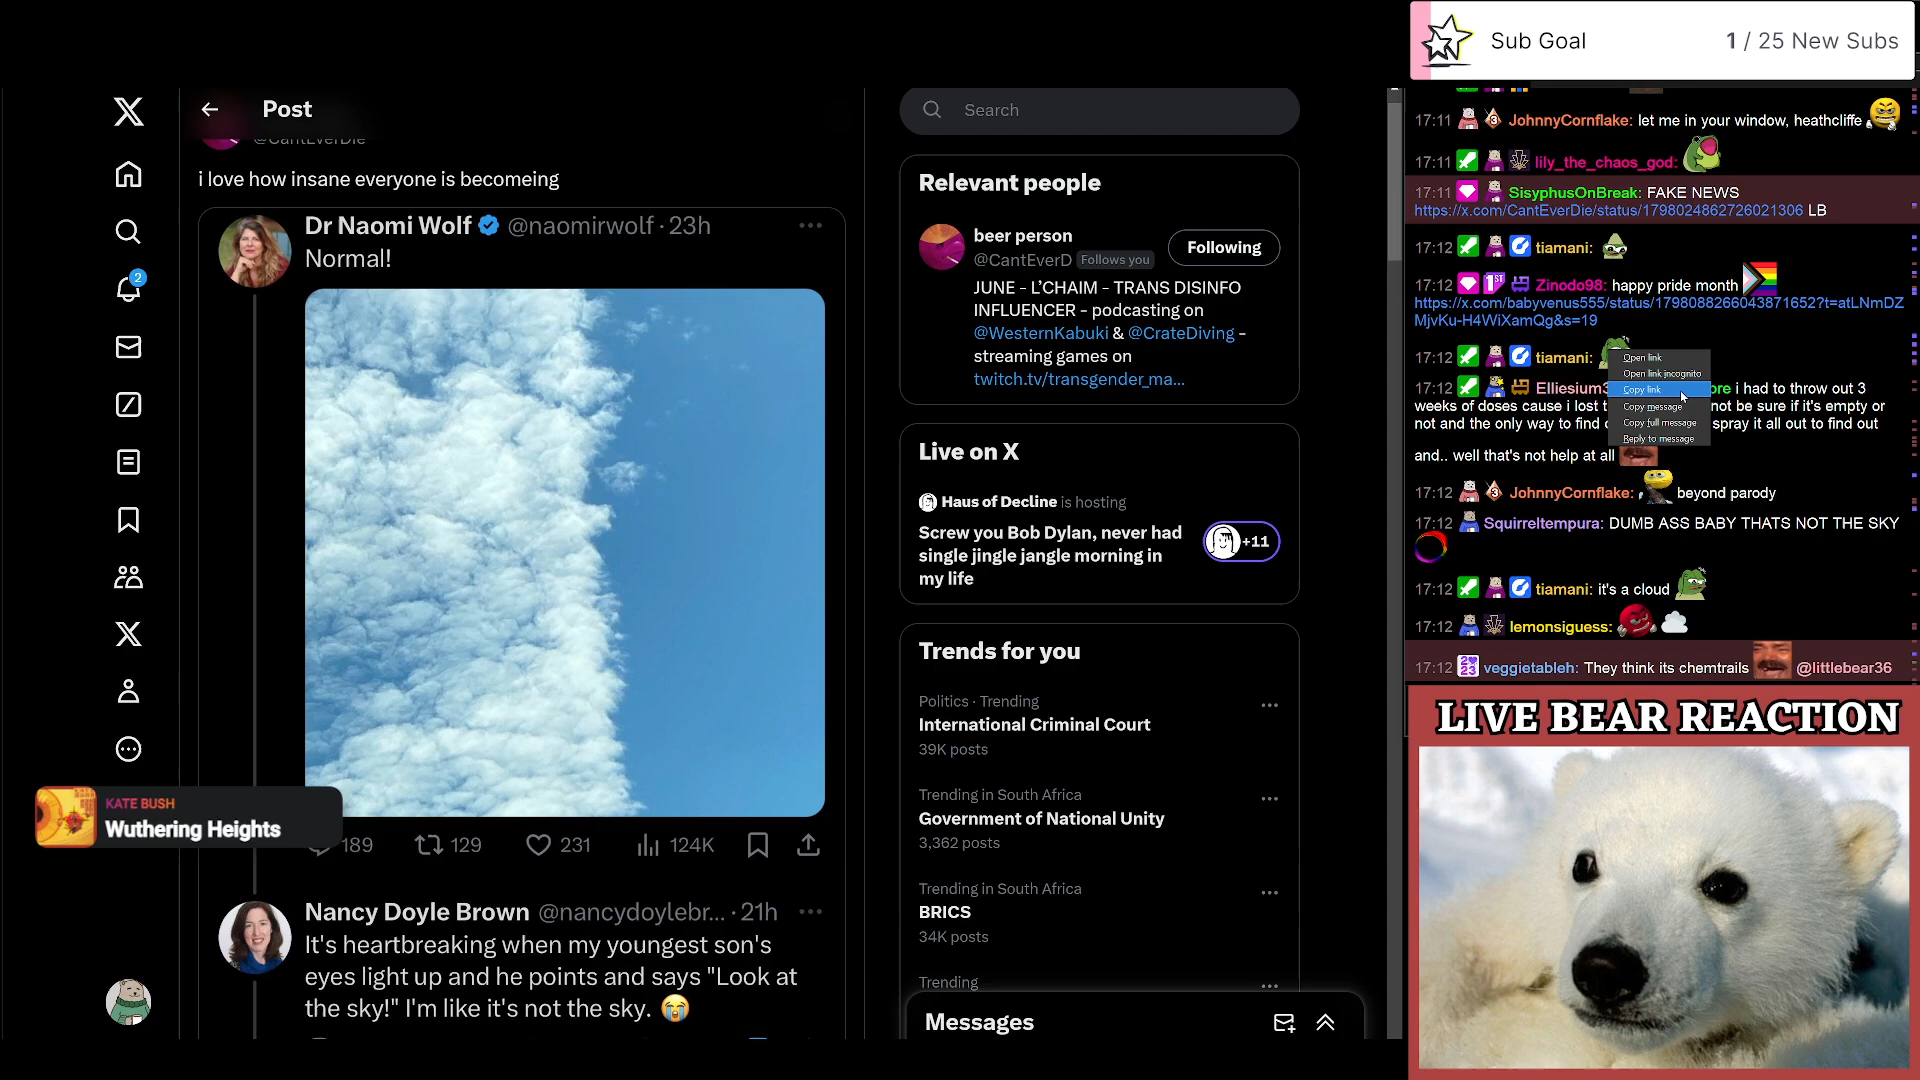 Sub Goal
1 / 25 New Subs
Post
@CantEverDie
i love how insane everyone is becomeing
Dr Naomi Wolf @naomirwolf · 23h
Normal!
189 129 231 124K
Nancy Doyle Brown @nancydoylebr... · 21h
It's heartbreaking when my youngest son's
eyes light up and he points and says "Look at
the sky!" I'm like it's not the sky. 😭
2
KATE BUSH
Wuthering Heights
Search
Relevant people
beer person
@CantEverD Follows you
Following
JUNE - L'CHAIM - TRANS DISINFO
INFLUENCER - podcasting on
@WesternKabuki & @CrateDiving -
streaming games on
twitch.tv/transgender_ma...
Live on X
Haus of Decline is hosting
Screw you Bob Dylan, never had
single jingle jangle morning in
my life
+11
Trends for you
Politics · Trending
International Criminal Court
39K posts
Trending in South Africa
Government of National Unity
3,362 posts
Trending in South Africa
BRICS
34K posts
Trending
Messages
17:11 JohnnyCornflake: let me in your window, heathcliffe
17:11 lily_the_chaos_god:
17:11 SisyphusOnBreak: FAKE NEWS
https://x.com/CantEverDie/status/1798024862726021306 LB
17:12 tiamani:
17:12 1ST Zinodo98: happy pride month
https://x.com/babyvenus555/status/1798088266043871652?t=atLNmDZ
MjvKu-H4WiXamQg&s=19
17:12 tiamani:
17:12 Elliesium3 ore i had to throw out 3
weeks of doses cause i lost t not be sure if it's empty or
not and the only way to find o spray it all out to find out
and.. well that's not help at all
Open link
Open link incognito
Copy link
Copy message
Copy full message
Reply to message
17:12 JohnnyCornflake: beyond parody
17:12 Squirreltempura: DUMB ASS BABY THATS NOT THE SKY
17:12 tiamani: it's a cloud
17:12 lemonsiguess:
17:12 veggietableh: They think its chemtrails @littlebear36
LIVE BEAR REACTION